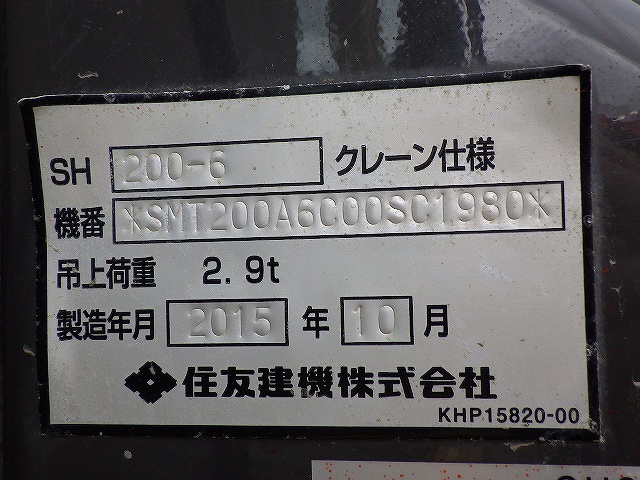 SH 200-6 クレーン仕様
機番 *SMT200A6C00SC1980*
吊上荷重 2.9t
製造年月 2015 年 10 月
住友建機株式会社
KHP15820-00